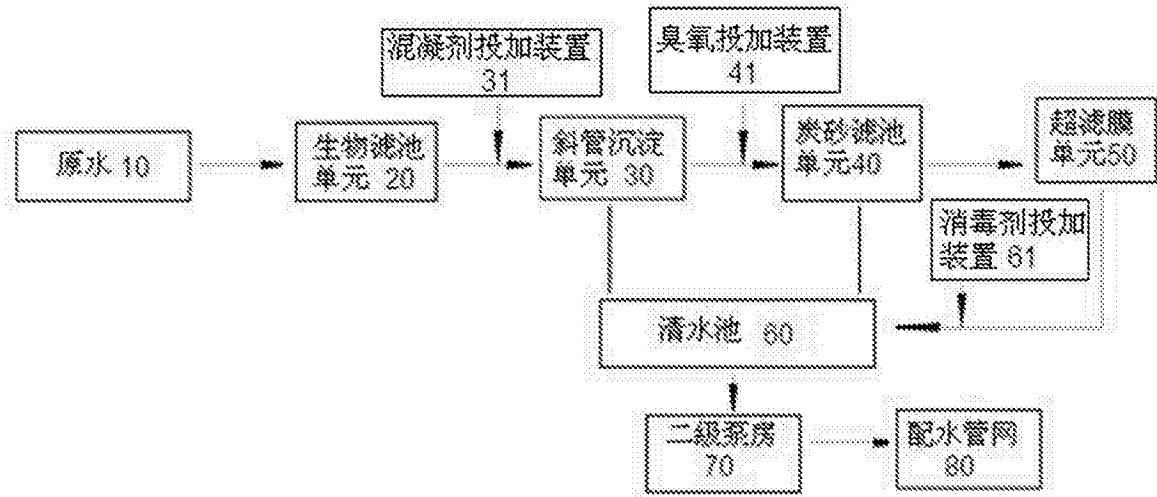 混凝剂投加装置
31
臭氧投加装置
41
原水 10
生物滤池
单元 20
斜管沉淀
单元 30
炭砂滤池
单元40
超滤膜
单元50
消毒剂投加
装置 61
清水池 60
二级泵房
70
配水管网
80